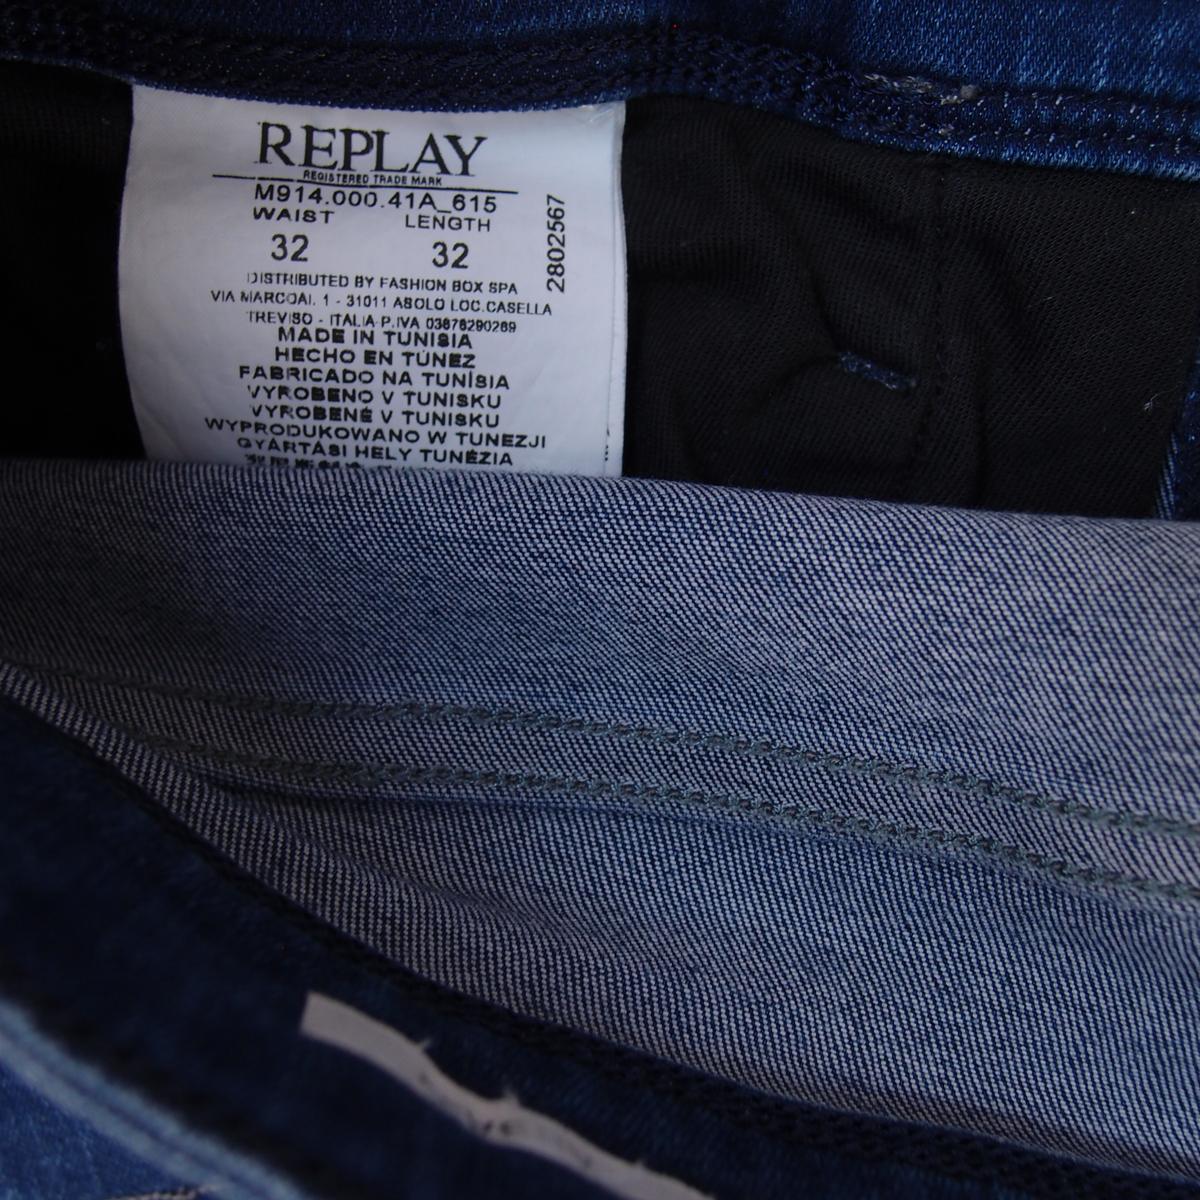 REPLAY
REGISTERED TRADE MARK
M914.000.41A_615
WAIST LENGTH
32 32
2802567
DISTRIBUTED BY FASHION BOX SPA
VIA MARCOAI, 1 - 31011 ASOLO LOC.CASELLA
TREVISO - ITALIA P.IVA 03676290269
MADE IN TUNISIA
HECHO EN TÚNEZ
FABRICADO NA TUNÍSIA
VYROBENO V TUNISKU
VYROBENÉ V TUNISKU
WYPRODUKOWANO W TUNEZJI
GYÁRTÁSI HELY TUNÉZIA